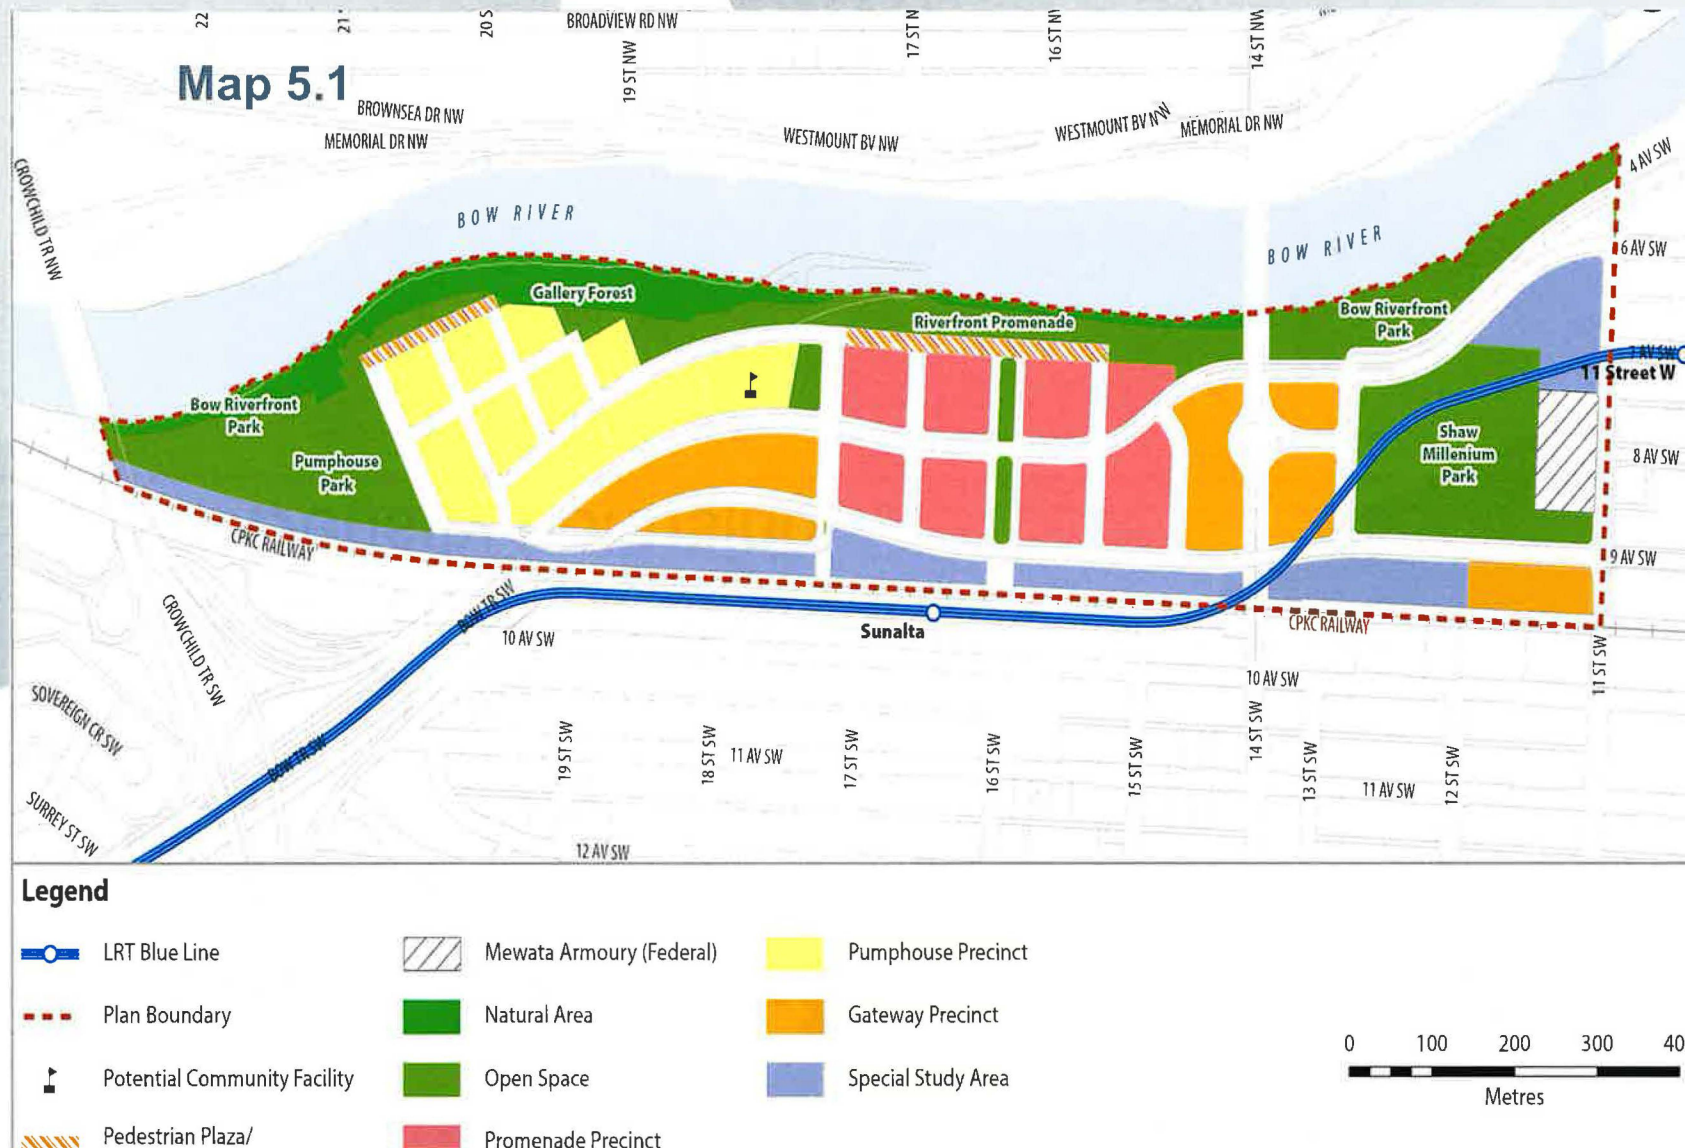 22
21
20 S
BROADVIEW RD NW
19 ST NW
17 ST N
16 ST N
14 ST NW
Map 5.1
BROWNSEA DR NW
MEMORIAL DR NW
WESTMOUNT BV NW
WESTMOUNT BV NW
MEMORIAL DR NW
CROWCHILD TR NW
4 AV SW
BOW RIVER
BOW RIVER
6 AV SW
Gallery Forest
Riverfront Promenade
Bow Riverfront
Park
7 AV SW
11 Street W
Bow Riverfront
Park
Shaw
Millenium
Park
8 AV SW
Pumphouse
Park
CPKC RAILWAY
9 AV SW
BOW TR SW
Sunalta
CPKC RAILWAY
CROWCHILD TR SW
10 AV SW
10 AV SW
11 ST SW
SOVEREIGN CR SW
BOW TR SW
19 ST SW
18 ST SW
11 AV SW
17 ST SW
16 ST SW
15 ST SW
14 ST SW
13 ST SW
11 AV SW
12 ST SW
SURREY ST SW
12 AV SW
Legend
LRT Blue Line
Mewata Armoury (Federal)
Pumphouse Precinct
Plan Boundary
Natural Area
Gateway Precinct
Potential Community Facility
Open Space
Special Study Area
Pedestrian Plaza/
Promenade Precinct
0 100 200 300 40
Metres